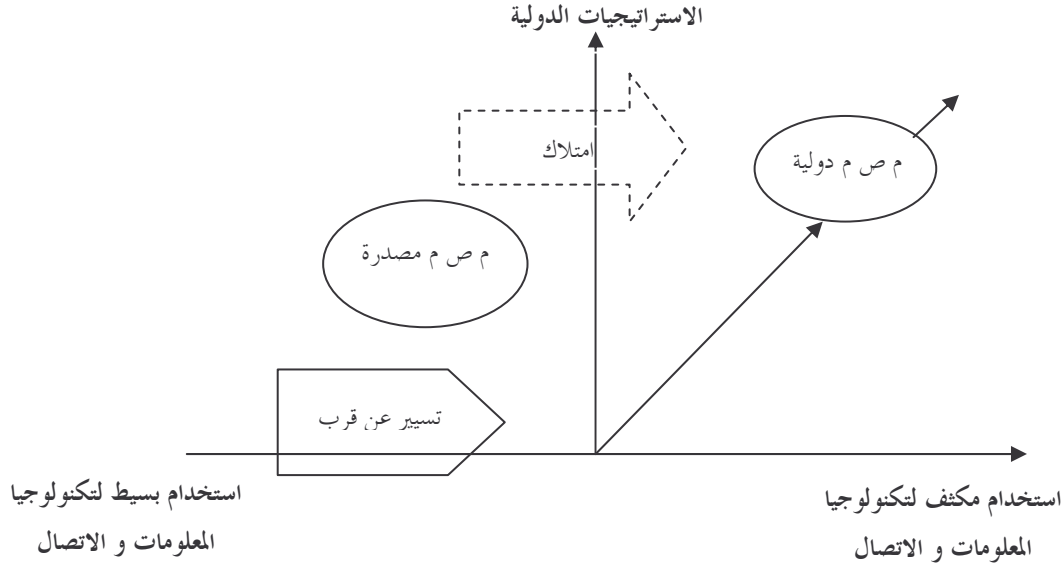 الاستراتيجيات الدولية
امتلاك
م ص م دولية
م ص م مصدرة
تسيير عن قرب
استخدام مكثف لتكنولوجيا
المعلومات و الاتصال
استخدام بسيط لتكنولوجيا
المعلومات و الاتصال